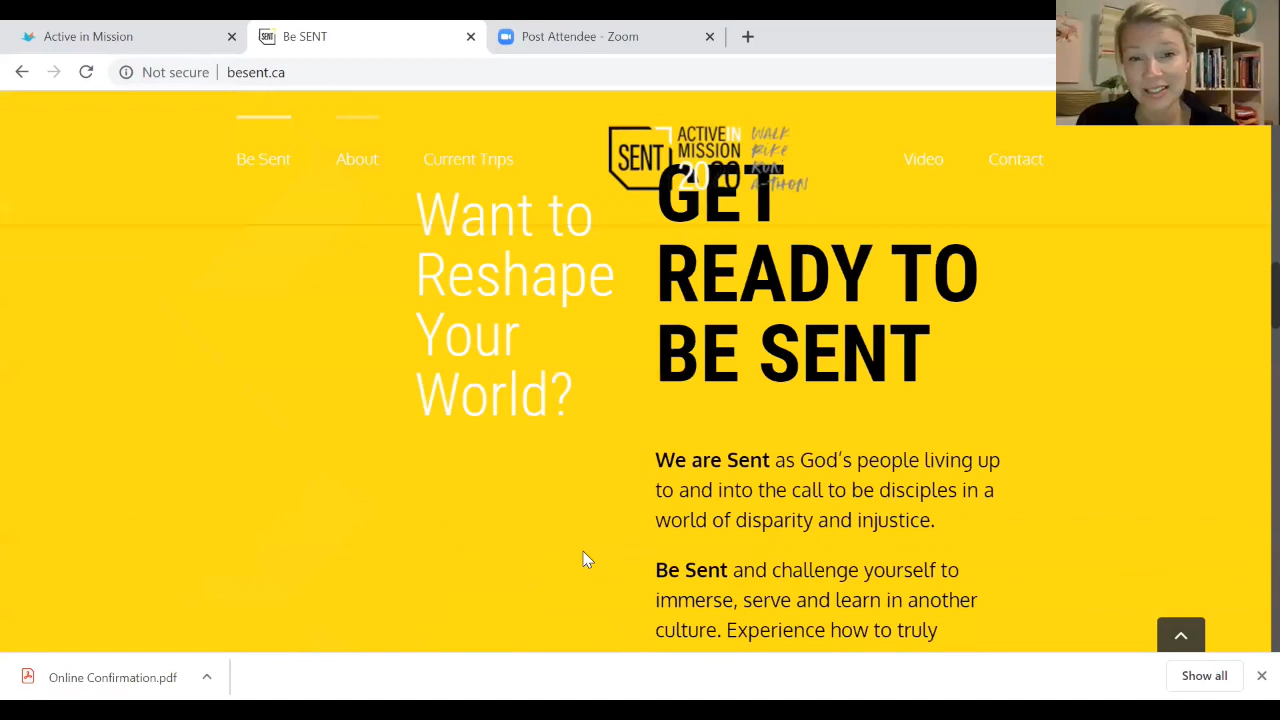 Active in Mission
Be SENT
Post Attendee - Zoom
Not secure
besent.ca
Be Sent
About
Current Trips
SENT
ACTIVEIN
MISSION
2020
WALK
BIKE
RUN
A-THON
Video
Contact
Want to
Reshape
Your
World?
GET
READY TO
BE SENT
We are Sent as God's people living up
to and into the call to be disciples in a
world of disparity and injustice.
Be Sent and challenge yourself to
immerse, serve and learn in another
culture. Experience how to truly
Online Confirmation.pdf
Show all